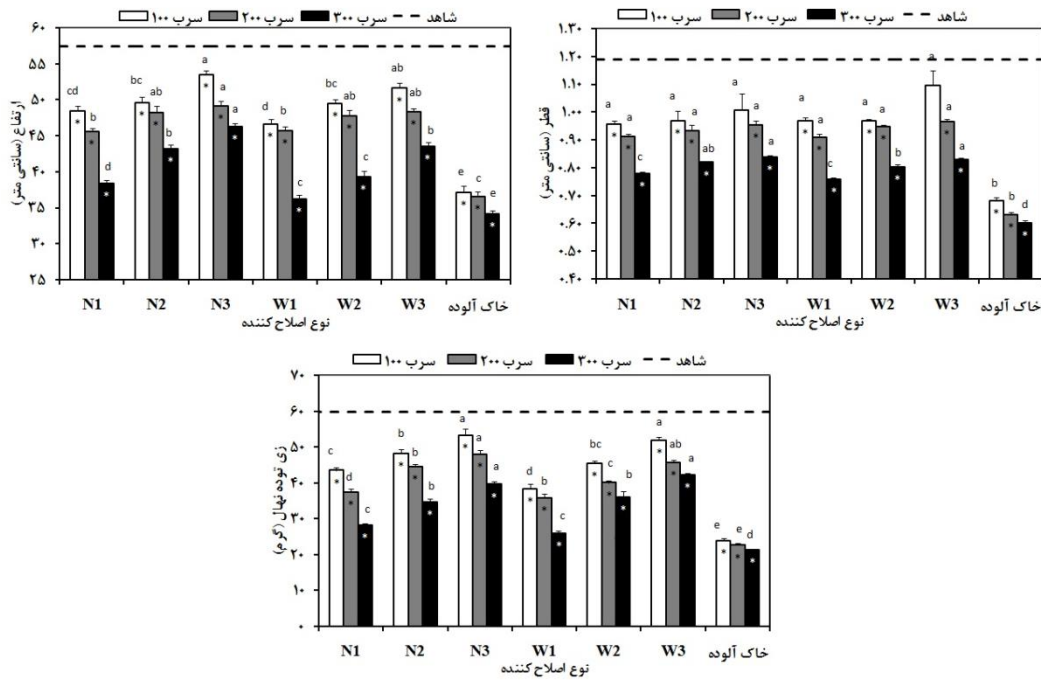 سرب ۱۰۰ سرب ۲۰۰ سرب ۳۰۰ شاهد
ارتفاع (سانتی متر)
۶۰
۵۵
۵۰
۴۵
۴۰
۳۵
۳۰
۲۵
cd b d
bc ab c
a a a
d b c
bc ab c
ab ab b
e c e
* * *
* * *
* * *
* * *
* * *
* * *
* * *
N1 N2 N3 W1 W2 W3 خاک آلوده
نوع اصلاح کننده
سرب ۱۰۰ سرب ۲۰۰ سرب ۳۰۰ شاهد
قطر (سانتی متر)
۱.۳۰
۱.۲۰
۱.۱۰
۱.۰۰
۰.۹۰
۰.۸۰
۰.۷۰
۰.۶۰
۰.۵۰
۰.۴۰
a a c
a a ab
a a a
a a c
a a b
a a a
b b d
* * *
* * *
* * *
* * *
* * *
* * *
* * *
N1 N2 N3 W1 W2 W3 خاک آلوده
نوع اصلاح کننده
سرب ۱۰۰ سرب ۲۰۰ سرب ۳۰۰ شاهد
زی توده نهال (گرم)
۷۰
۶۰
۵۰
۴۰
۳۰
۲۰
۱۰
۰
c d c
b b b
a a a
d b c
bc c b
a ab a
e e d
* * *
* * *
* * *
* * *
* * *
* * *
* * *
N1 N2 N3 W1 W2 W3 خاک آلوده
نوع اصلاح کننده